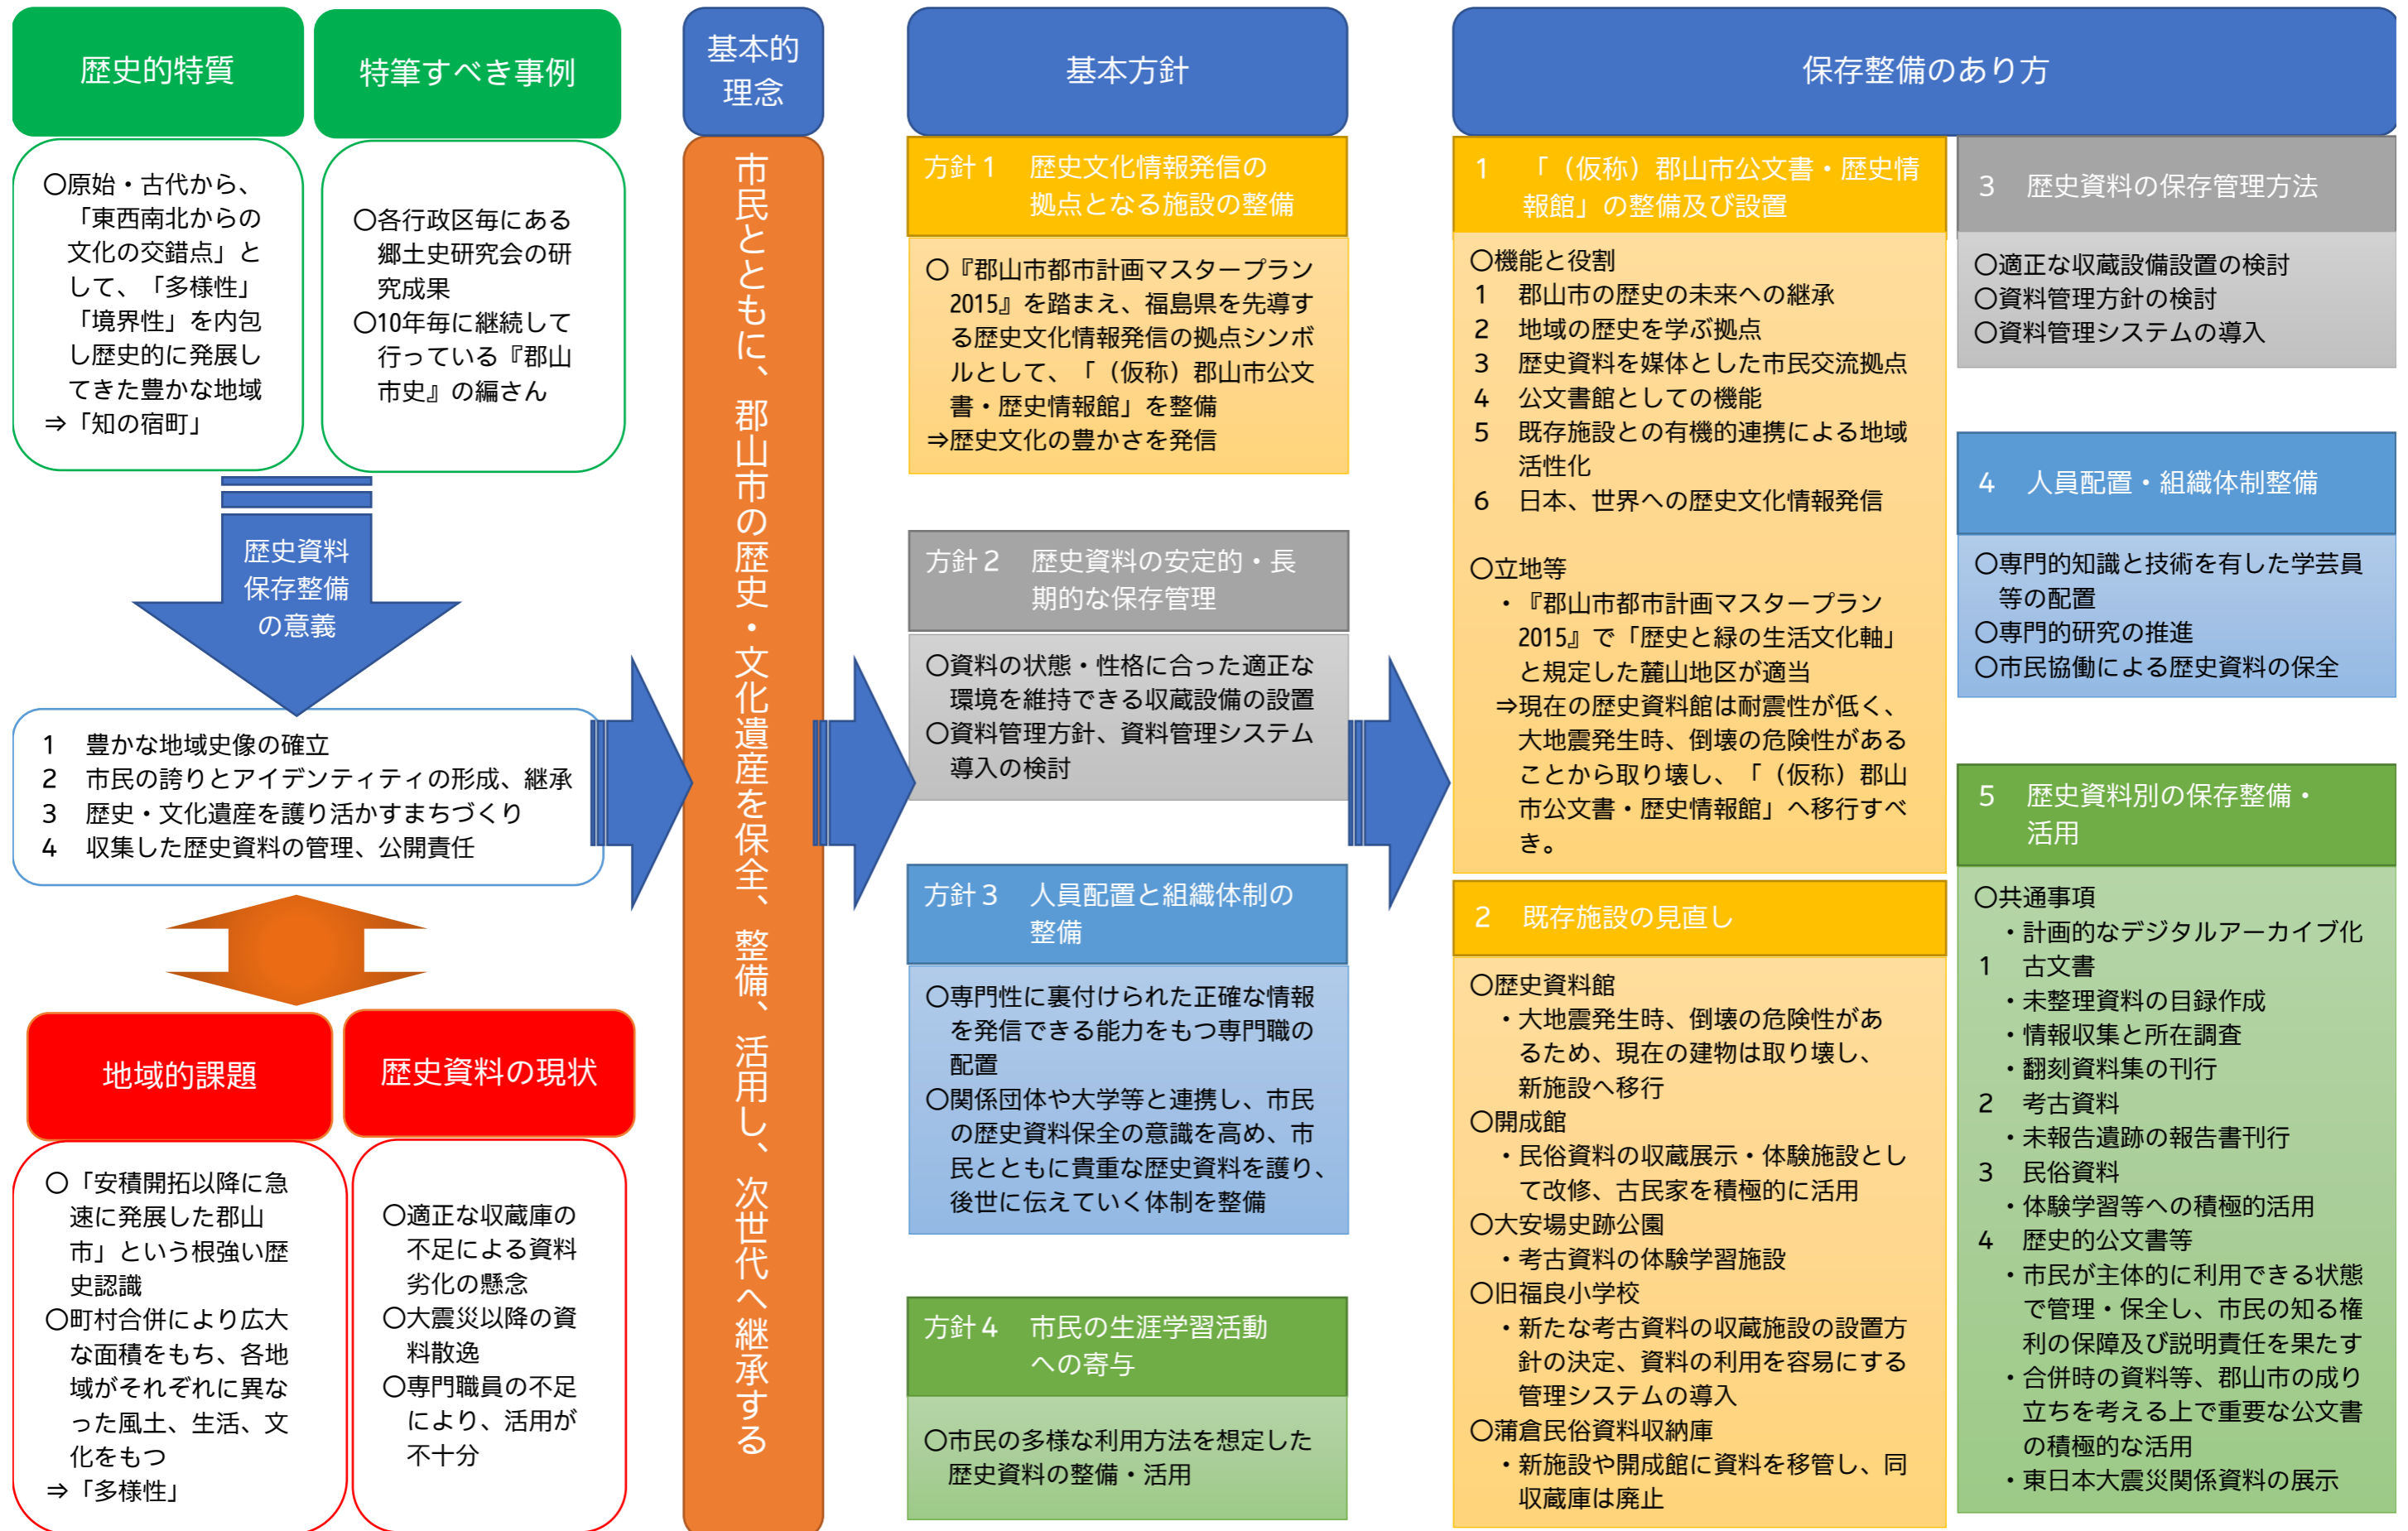 歴史的特質
〇原始・古代から、
「東西南北からの
文化の交錯点」と
して、「多様性」
「境界性」を内包
し歴史的に発展し
てきた豊かな地域
⇒「知の宿町」
特筆すべき事例
〇各行政区毎にある
郷土史研究会の研
究成果
〇10年毎に継続して
行っている『郡山
市史』の編さん
歴史資料
保存整備
の意義
1 豊かな地域史像の確立
2 市民の誇りとアイデンティティの形成、継承
3 歴史・文化遺産を護り活かすまちづくり
4 収集した歴史資料の管理、公開責任
地域的課題
〇「安積開拓以降に急
速に発展した郡山
市」という根強い歴
史認識
〇町村合併により広大
な面積をもち、各地
域がそれぞれに異な
った風土、生活、文
化をもつ
⇒「多様性」
歴史資料の現状
〇適正な収蔵庫の
不足による資料
劣化の懸念
〇大震災以降の資
料散逸
〇専門職員の不足
により、活用が
不十分
基本的
理念
市民とともに、郡山市の歴史・文化遺産を保全、整備、活用し、次世代へ継承する
基本方針
方針1 歴史文化情報発信の
拠点となる施設の整備
〇『郡山市都市計画マスタープラン
2015』を踏まえ、福島県を先導す
る歴史文化情報発信の拠点シンボ
ルとして、「（仮称）郡山市公文
書・歴史情報館」を整備
⇒歴史文化の豊かさを発信
方針2 歴史資料の安定的・長
期的な保存管理
〇資料の状態・性格に合った適正な
環境を維持できる収蔵設備の設置
〇資料管理方針、資料管理システム
導入の検討
方針3 人員配置と組織体制の
整備
〇専門性に裏付けられた正確な情報
を発信できる能力をもつ専門職の
配置
〇関係団体や大学等と連携し、市民
の歴史資料保全の意識を高め、市
民とともに貴重な歴史資料を護り、
後世に伝えていく体制を整備
方針4 市民の生涯学習活動
への寄与
〇市民の多様な利用方法を想定した
歴史資料の整備・活用
保存整備のあり方
1 「（仮称）郡山市公文書・歴史情
報館」の整備及び設置
〇機能と役割
1 郡山市の歴史の未来への継承
2 地域の歴史を学ぶ拠点
3 歴史資料を媒体とした市民交流拠点
4 公文書館としての機能
5 既存施設との有機的連携による地域
活性化
6 日本、世界への歴史文化情報発信
〇立地等
・『郡山市都市計画マスタープラン
2015』で「歴史と緑の生活文化軸」
と規定した麓山地区が適当
⇒現在の歴史資料館は耐震性が低く、
大地震発生時、倒壊の危険性がある
ことから取り壊し、「（仮称）郡山
市公文書・歴史情報館」へ移行すべ
き。
2 既存施設の見直し
〇歴史資料館
・大地震発生時、倒壊の危険性があ
るため、現在の建物は取り壊し、
新施設へ移行
〇開成館
・民俗資料の収蔵展示・体験施設とし
て改修、古民家を積極的に活用
〇大安場史跡公園
・考古資料の体験学習施設
〇旧福良小学校
・新たな考古資料の収蔵施設の設置方
針の決定、資料の利用を容易にする
管理システムの導入
〇蒲倉民俗資料収納庫
・新施設や開成館に資料を移管し、同
収蔵庫は廃止
3 歴史資料の保存管理方法
〇適正な収蔵設備設置の検討
〇資料管理方針の検討
〇資料管理システムの導入
4 人員配置・組織体制整備
〇専門的知識と技術を有した学芸員
等の配置
〇専門的研究の推進
〇市民協働による歴史資料の保全
5 歴史資料別の保存整備・
活用
〇共通事項
・計画的なデジタルアーカイブ化
1 古文書
・未整理資料の目録作成
・情報収集と所在調査
・翻刻資料集の刊行
2 考古資料
・未報告遺跡の報告書刊行
3 民俗資料
・体験学習等への積極的活用
4 歴史的公文書等
・市民が主体的に利用できる状態
で管理・保全し、市民の知る権
利の保障及び説明責任を果たす
・合併時の資料等、郡山市の成り
立ちを考える上で重要な公文書
の積極的な活用
・東日本大震災関係資料の展示